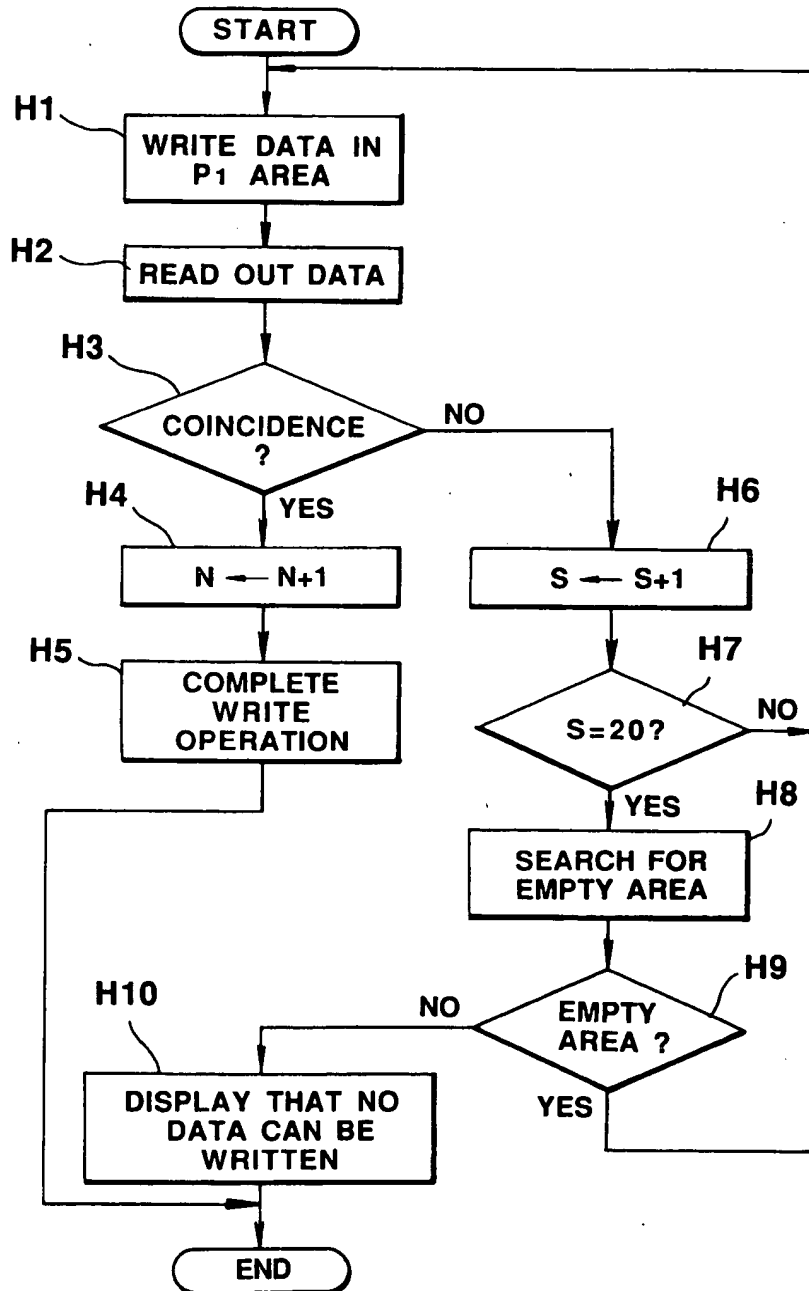 START
H1
WRITE DATA IN
P1 AREA
H2
READ OUT DATA
H3
COINCIDENCE
?
NO
YES
H4
N ← N+1
H6
S ← S+1
H5
COMPLETE
WRITE
OPERATION
H7
S=20?
NO
YES
H8
SEARCH FOR
EMPTY AREA
H9
EMPTY
AREA ?
NO
YES
H10
DISPLAY THAT NO
DATA CAN BE
WRITTEN
END